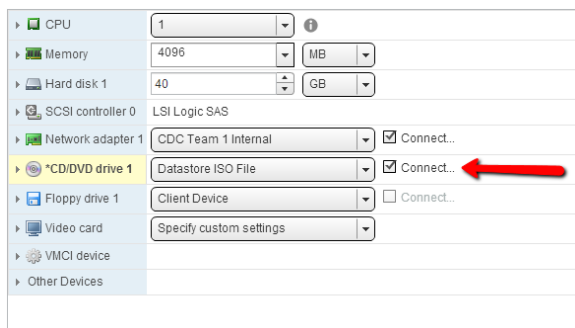 CPU 1
Memory 4096 MB
Hard disk 1 40 GB
SCSI controller 0 LSI Logic SAS
Network adapter 1 CDC Team 1 Internal Connect...
*CD/DVD drive 1 Datastore ISO File Connect...
Floppy drive 1 Client Device Connect...
Video card Specify custom settings
VMCI device
Other Devices